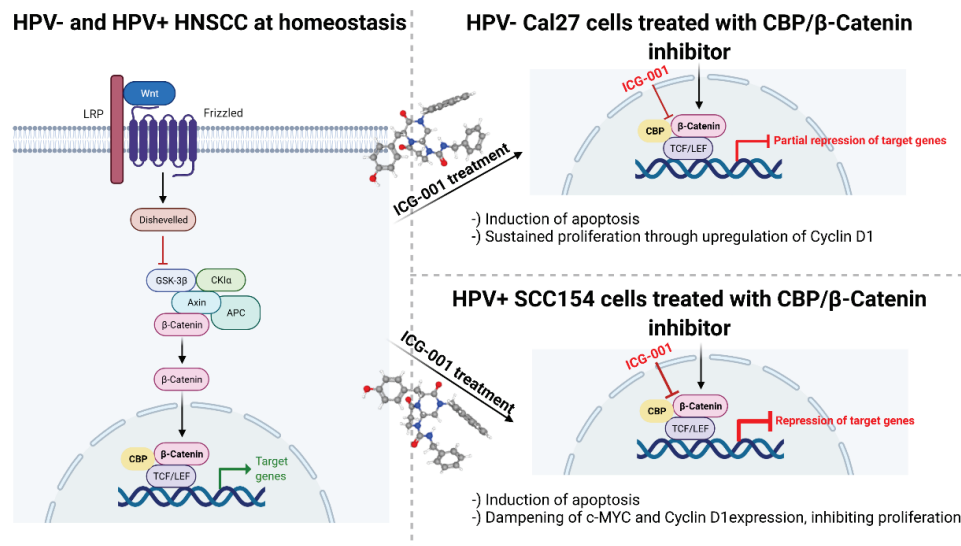 HPV- and HPV+ HNSCC at homeostasis
Wnt
LRP
Frizzled
Dishevelled
GSK-3β
CKIα
Axin
APC
β-Catenin
β-Catenin
CBP
β-Catenin
TCF/LEF
Target
genes
ICG-001 treatment
ICG-001 treatment
HPV- Cal27 cells treated with CBP/β-Catenin
inhibitor
ICG-001
CBP
β-Catenin
TCF/LEF
Partial repression of target genes
-) Induction of apoptosis
-) Sustained proliferation through upregulation of Cyclin D1
HPV+ SCC154 cells treated with CBP/β-Catenin
inhibitor
ICG-001
CBP
β-Catenin
TCF/LEF
Repression of target genes
-) Induction of apoptosis
-) Dampening of c-MYC and Cyclin D1expression, inhibiting proliferation